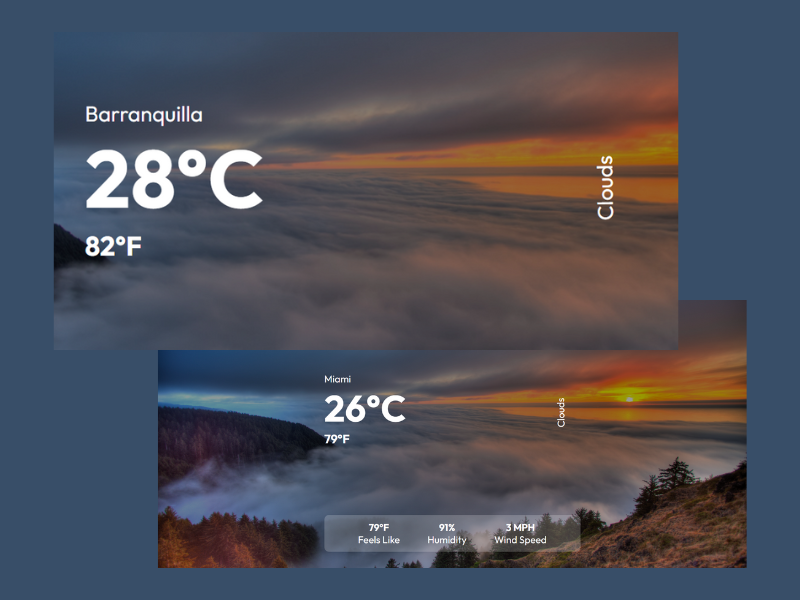 Barranquilla
28°C
82°F
Clouds
Miami
26°C
79°F
Clouds
79°F 91% 3 MPH
Feels Like Humidity Wind Speed